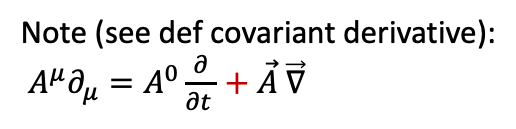 Note (see def covariant derivative):
A^μ ∂_μ = A^0 ∂/∂t + A⃗ ∇⃗